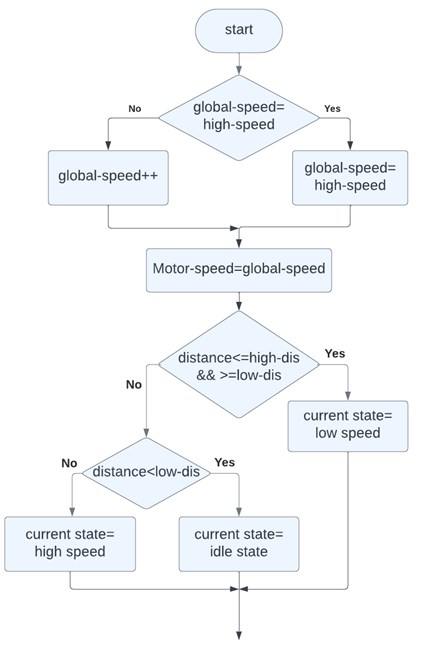 start
global-speed=
high-speed
No
Yes
global-speed++
global-speed=
high-speed
Motor-speed=global-speed
distance<=high-dis
&& >=low-dis
Yes
No
current state=
low speed
distance<low-dis
No
Yes
current state=
high speed
current state=
idle state